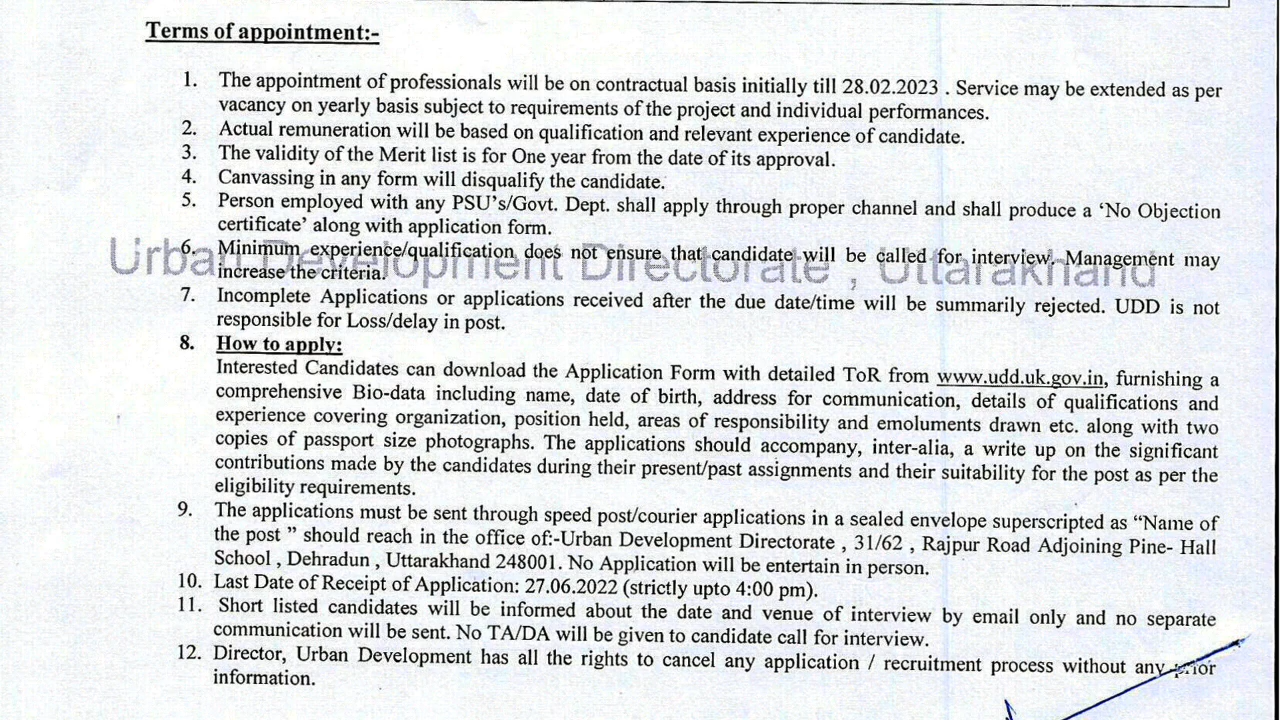 Terms of appointment:-
1. The appointment of professionals will be on contractual basis initially till 28.02.2023 . Service may be extended as per
vacancy on yearly basis subject to requirements of the project and individual performances.
2. Actual remuneration will be based on qualification and relevant experience of candidate.
3. The validity of the Merit list is for One year from the date of its approval.
4. Canvassing in any form will disqualify the candidate.
5. Person employed with any PSU's/Govt. Dept. shall apply through proper channel and shall produce a 'No Objection
certificate' along with application form.
Urban Development Directorate , Uttarakhand
6. Minimum experience/qualification does not ensure that candidate will be called for interview. Management may
increase the criteria.
7. Incomplete Applications or applications received after the due date/time will be summarily rejected. UDD is not
responsible for Loss/delay in post.
8. How to apply:
Interested Candidates can download the Application Form with detailed ToR from www.udd.uk.gov.in, furnishing a
comprehensive Bio-data including name, date of birth, address for communication, details of qualifications and
experience covering organization, position held, areas of responsibility and emoluments drawn etc. along with two
copies of passport size photographs. The applications should accompany, inter-alia, a write up on the significant
contributions made by the candidates during their present/past assignments and their suitability for the post as per the
eligibility requirements.
9. The applications must be sent through speed post/courier applications in a sealed envelope superscripted as “Name of
the post ” should reach in the office of:-Urban Development Directorate , 31/62 , Rajpur Road Adjoining Pine- Hall
School , Dehradun , Uttarakhand 248001. No Application will be entertain in person.
10. Last Date of Receipt of Application: 27.06.2022 (strictly upto 4:00 pm).
11. Short listed candidates will be informed about the date and venue of interview by email only and no separate
communication will be sent. No TA/DA will be given to candidate call for interview.
12. Director, Urban Development has all the rights to cancel any application / recruitment process without any prior
information.